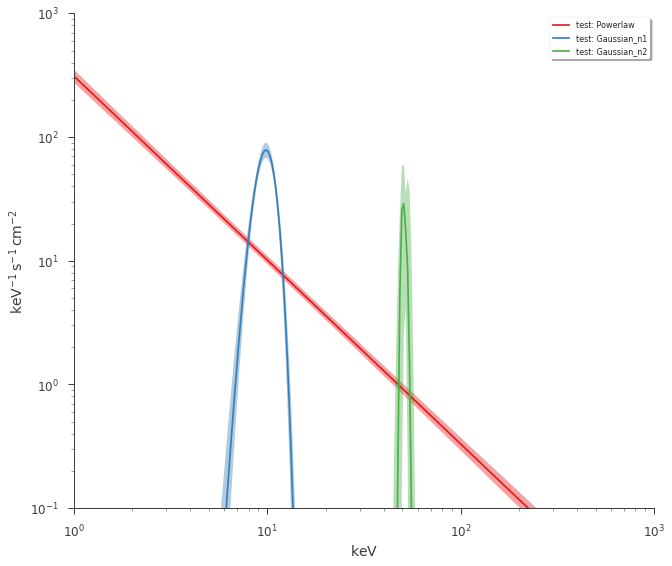 10³
test: Powerlaw
test: Gaussian_n1
test: Gaussian_n2
10²
10¹
10⁰
10⁻¹
keV⁻¹ s⁻¹ cm⁻²
10⁰ 10¹ 10² 10³
keV